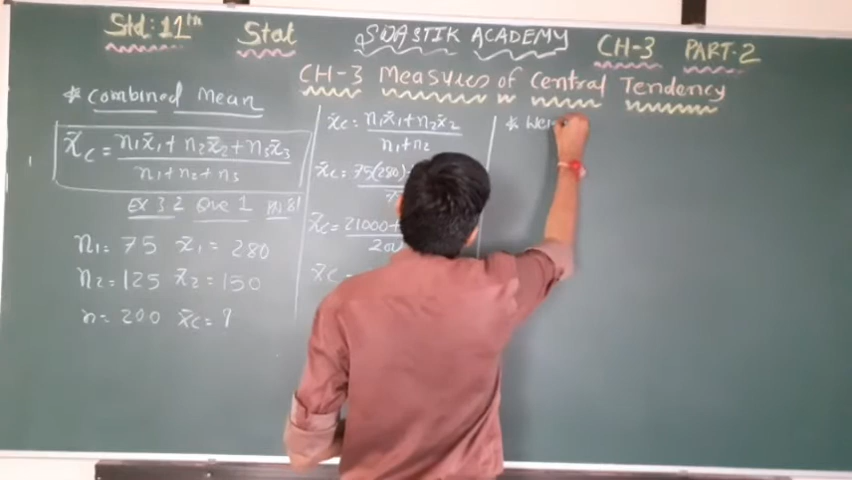 Std: 11th Stat SWASTIK ACADEMY CH-3 PART-2
CH-3 Measures of Central Tendency
* Combined Mean
x̄c = n₁x̄₁ + n₂x̄₂ + n₃x̄₃
n₁ + n₂ + n₃
EX 3.2 Que 1
n₁ = 75 x̄₁ = 280
n₂ = 125 x̄₂ = 150
n = 200 x̄c = ?
x̄c = n₁x̄₁ + n₂x̄₂
n₁ + n₂
x̄c = 75(280)
x̄c = 21000 +
200
x̄c =
*